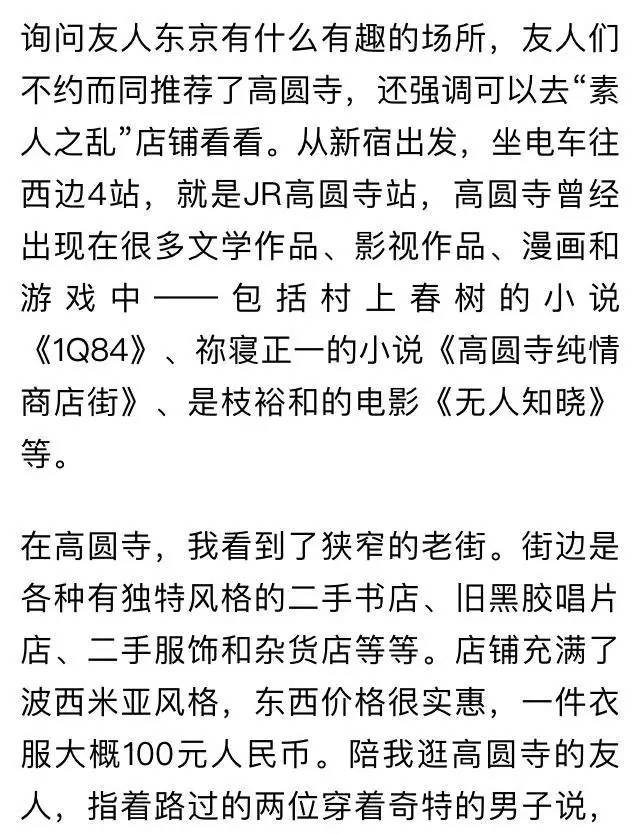 询问友人东京有什么有趣的场所，友人们
不约而同推荐了高圆寺，还强调可以去“素
人之乱”店铺看看。从新宿出发，坐电车往
西边4站，就是JR高圆寺站，高圆寺曾经
出现在很多文学作品、影视作品、漫画和
游戏中——包括村上春树的小说
《1Q84》、祢寝正一的小说《高圆寺纯情
商店街》、是枝裕和的电影《无人知晓》
等。
在高圆寺，我看到了狭窄的老街。街边是
各种有独特风格的二手书店、旧黑胶唱片
店、二手服饰和杂货店等等。店铺充满了
波西米亚风格，东西价格很实惠，一件衣
服大概100元人民币。陪我逛高圆寺的友
人，指着路过的两位穿着奇特的男子说，